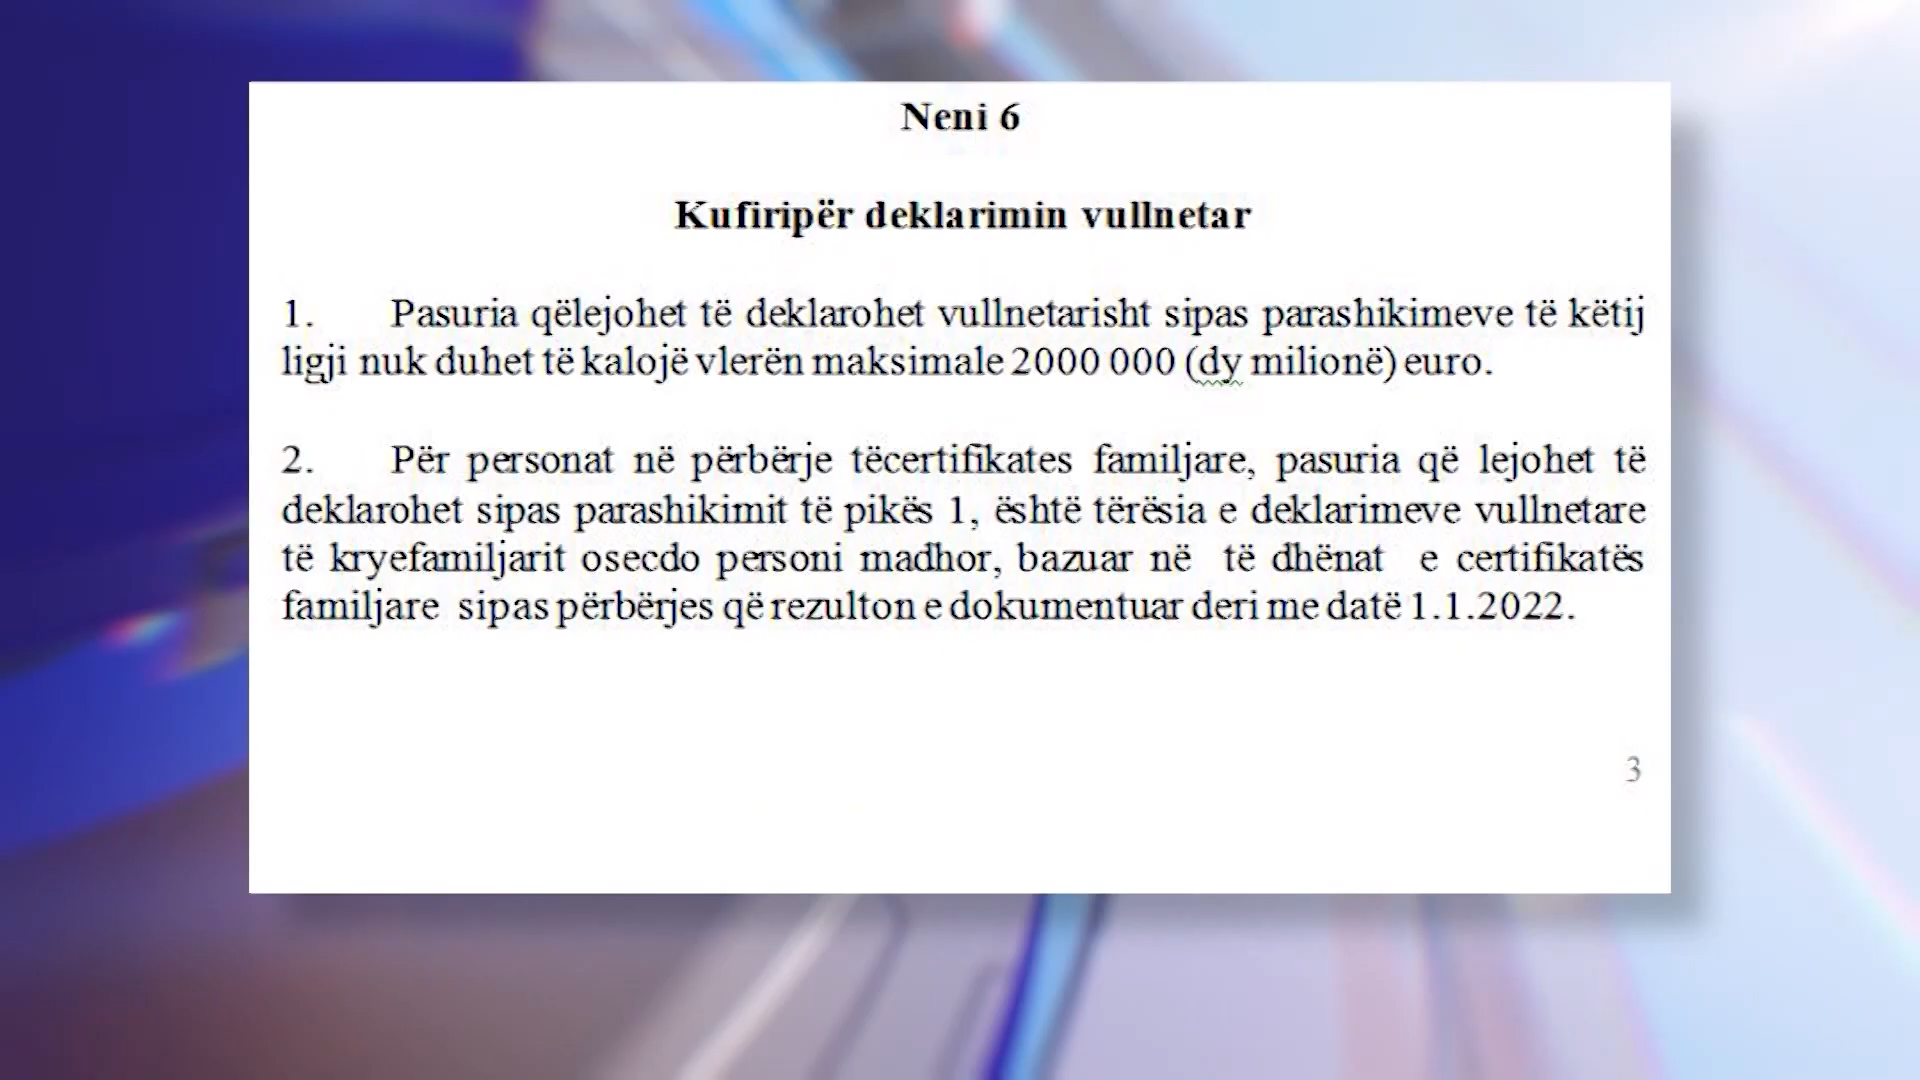 Neni 6
Kufiripër deklarimin vullnetar
1. Pasuria qëlejohet të deklarohet vullnetarisht sipas parashikimeve të këtij
ligji nuk duhet të kalojë vlerën maksimale 2000 000 (dy milionë) euro.
2. Për personat në përbërje tëcertifikates familjare, pasuria që lejohet të
deklarohet sipas parashikimit të pikës 1, është tërësia e deklarimeve vullnetare
të kryefamiljarit osecdo personi madhor, bazuar në të dhënat e certifikatës
familjare sipas përbërjes që rezulton e dokumentuar deri me datë 1.1.2022.
3